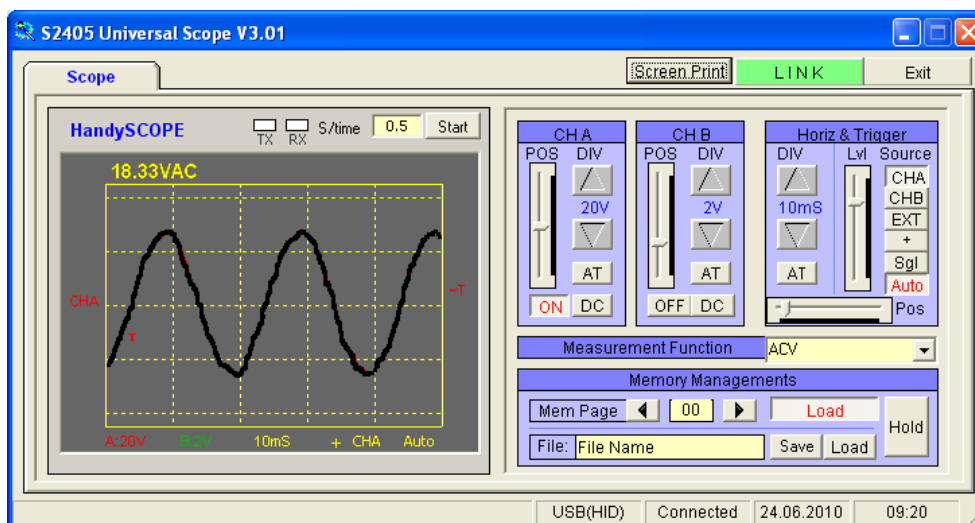 S2405 Universal Scope V3.01
Scope
Screen Print LINK Exit
HandySCOPE TX RX S/time 0.5 Start
18.33VAC
CHA
T
~T
A:20V B:2V 10mS + CHA Auto
CH A
POS DIV
20V
AT
ON DC
CH B
POS DIV
2V
AT
OFF DC
Horiz & Trigger
DIV Lvl Source
CHA
CHB
10mS
EXT
+
Sgl
AT
Auto
Pos
Measurement Function ACV
Memory Managements
Mem Page 00 Load
Hold
File: File Name Save Load
USB(HID) Connected 24.06.2010 09:20